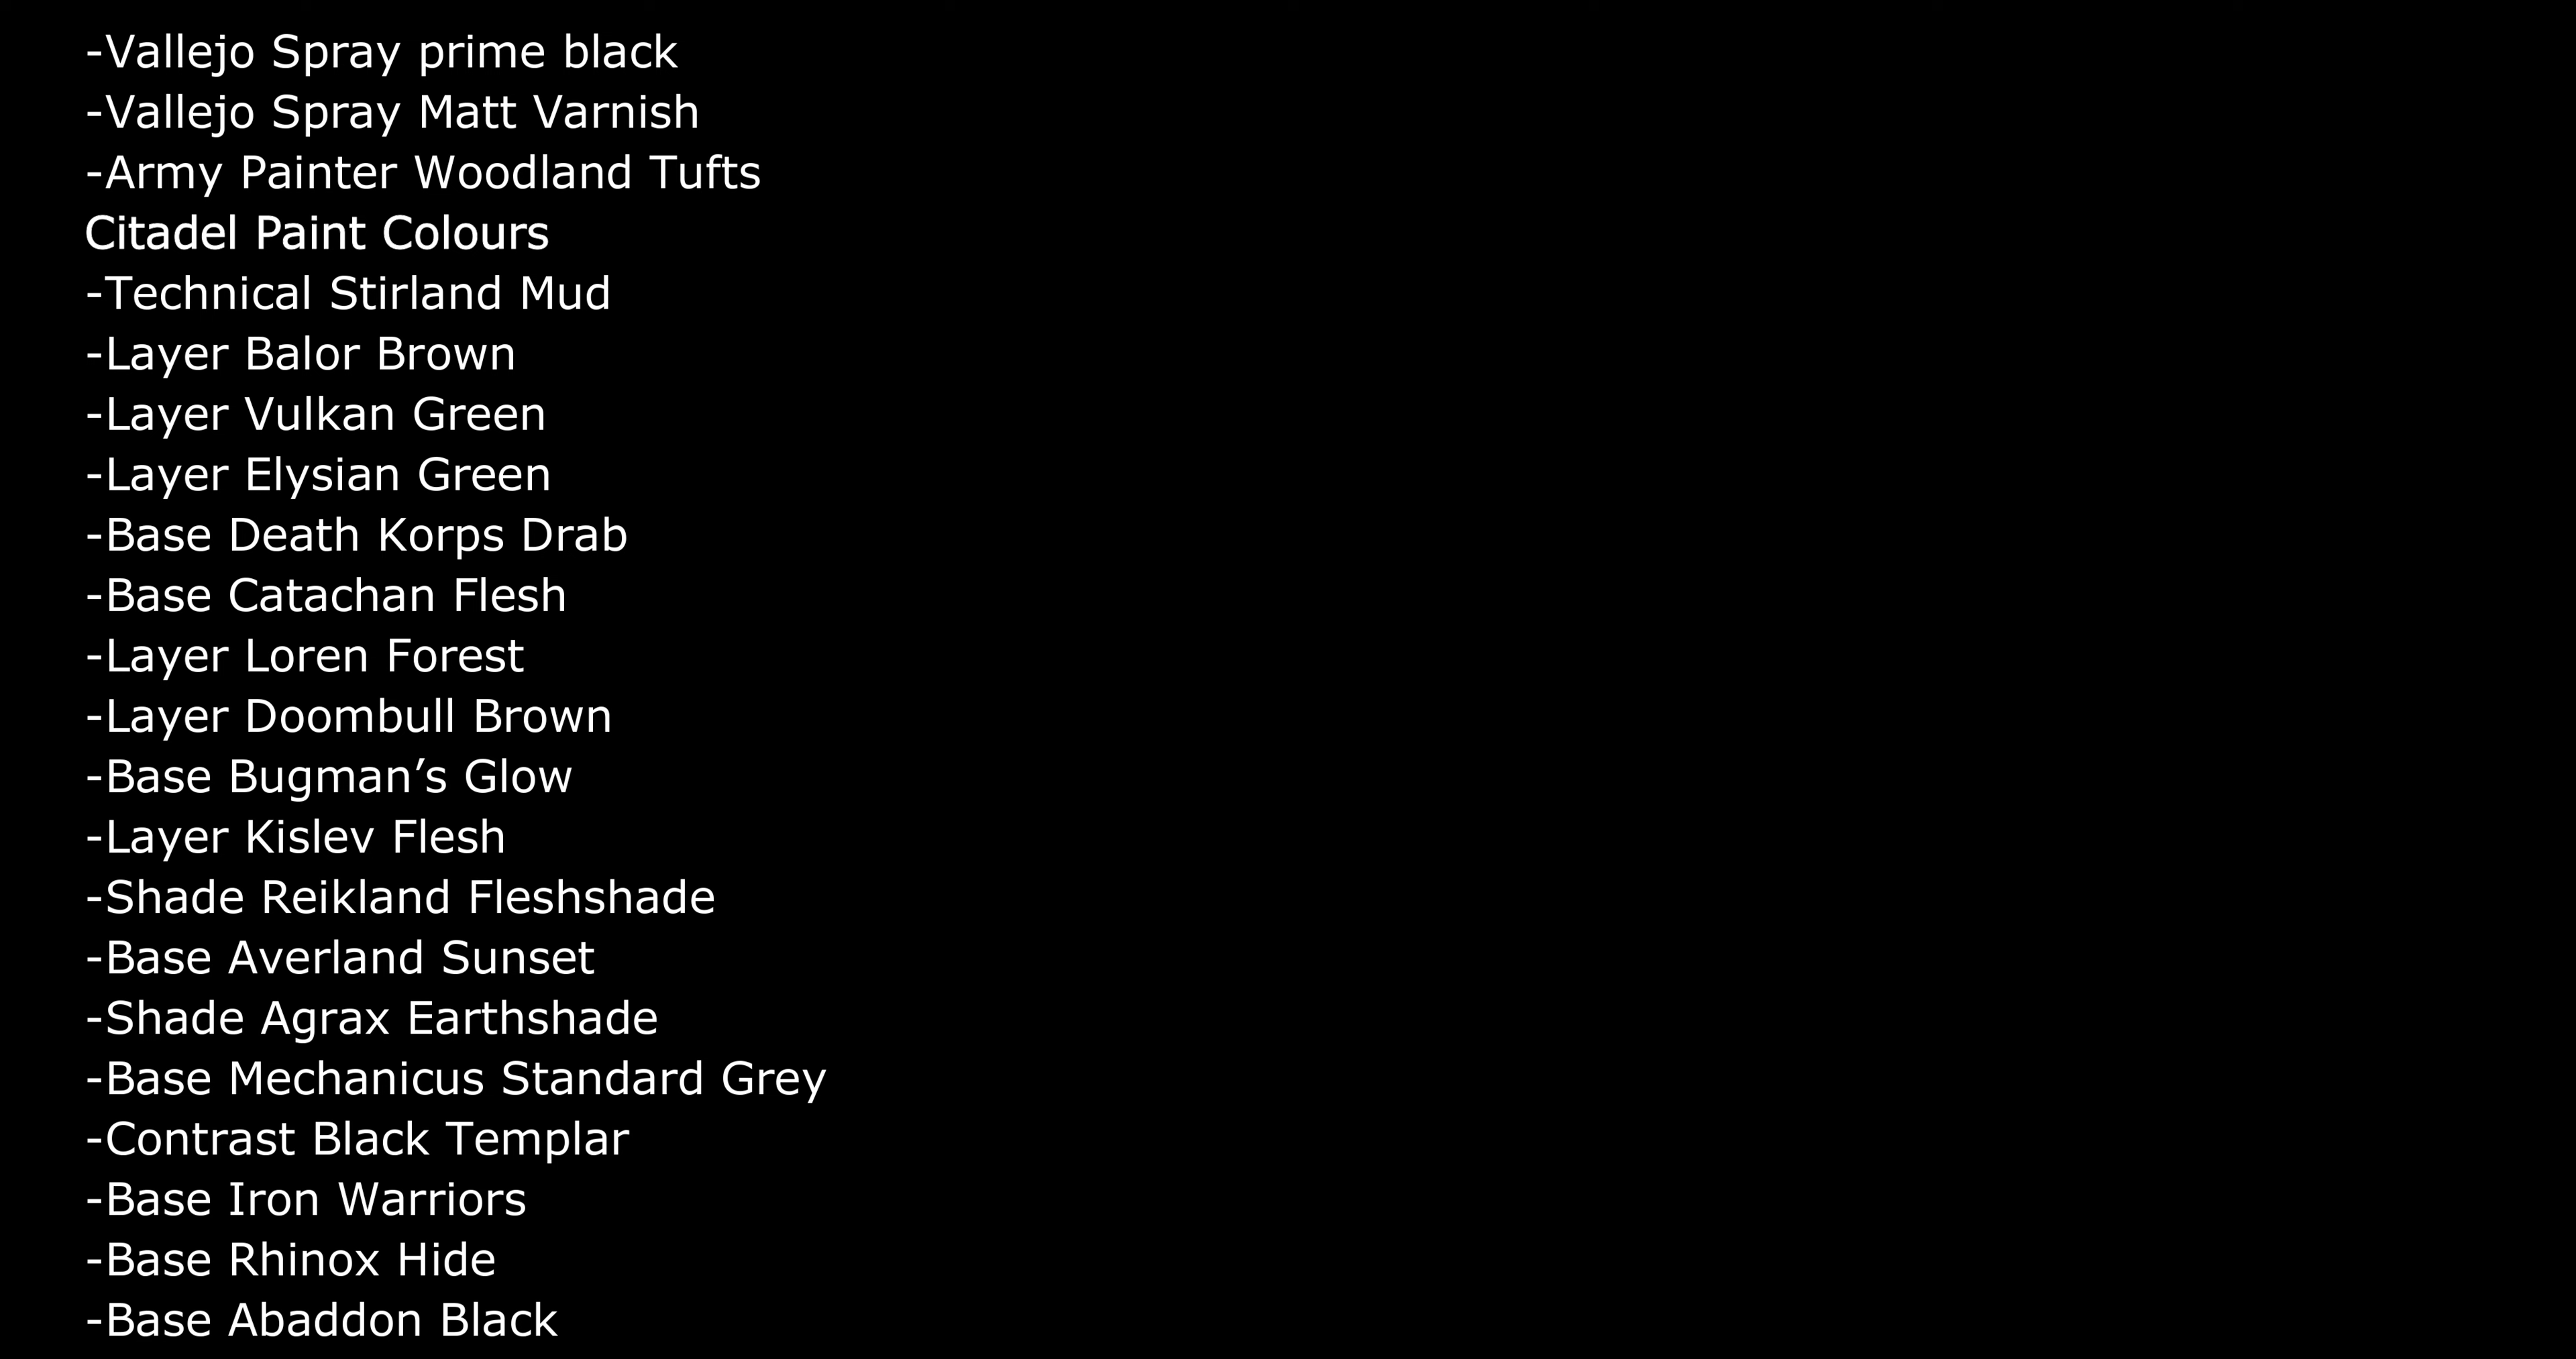 -Vallejo Spray prime black
-Vallejo Spray Matt Varnish
-Army Painter Woodland Tufts
Citadel Paint Colours
-Technical Stirland Mud
-Layer Balor Brown
-Layer Vulkan Green
-Layer Elysian Green
-Base Death Korps Drab
-Base Catachan Flesh
-Layer Loren Forest
-Layer Doombull Brown
-Base Bugman’s Glow
-Layer Kislev Flesh
-Shade Reikland Fleshshade
-Base Averland Sunset
-Shade Agrax Earthshade
-Base Mechanicus Standard Grey
-Contrast Black Templar
-Base Iron Warriors
-Base Rhinox Hide
-Base Abaddon Black